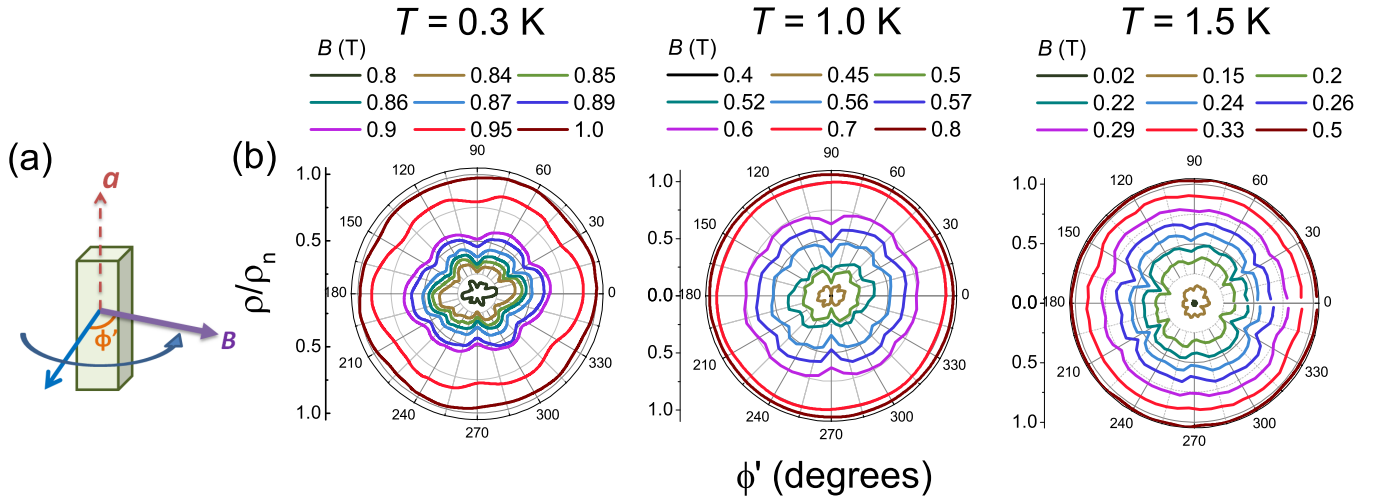 T = 0.3 K
T = 1.0 K
T = 1.5 K
B (T)
0.8 0.84 0.85
0.86 0.87 0.89
0.9 0.95 1.0
B (T)
0.4 0.45 0.5
0.52 0.56 0.57
0.6 0.7 0.8
B (T)
0.02 0.15 0.2
0.22 0.24 0.26
0.29 0.33 0.5
(a)
a
ϕ'
B
(b)
ρ/ρn
1.0
0.5
0.0
0.5
1.0
90
120 60
150 30
180 0
210 330
240 300
270
1.0
0.5
0.0
0.5
1.0
90
120 60
150 30
180 0
210 330
240 300
270
1.0
0.5
0.0
0.5
1.0
90
120 60
150 30
180 0
210 330
240 300
270
ϕ' (degrees)